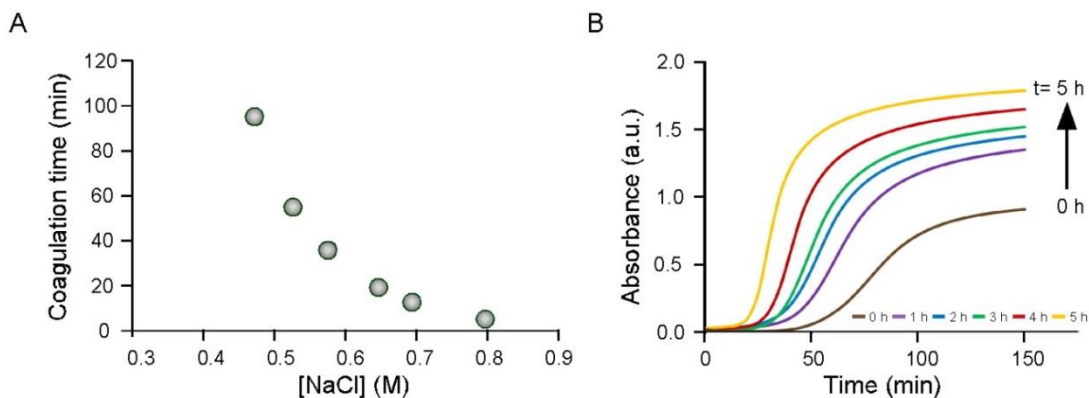 A
Coagulation time (min)
120
100
80
60
40
20
0
0.3 0.4 0.5 0.6 0.7 0.8 0.9
[NaCl] (M)
B
Absorbance (a.u.)
2.0
1.5
1.0
0.5
0.0
t= 5 h
0 h
0 h 1 h 2 h 3 h 4 h 5 h
0 50 100 150
Time (min)